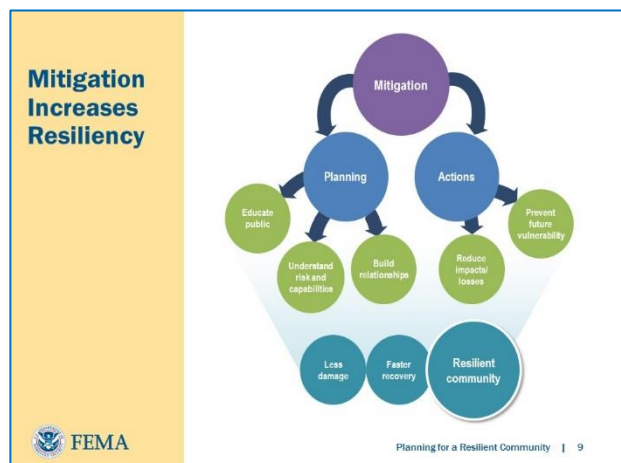 Mitigation
Increases
Resiliency
Mitigation
Planning
Actions
Educate
public
Understand
risk and
capabilities
Build
relationships
Reduce
impacts/
losses
Prevent
future
vulnerability
Less
damage
Faster
recovery
Resilient
community
FEMA
Planning for a Resilient Community | 9